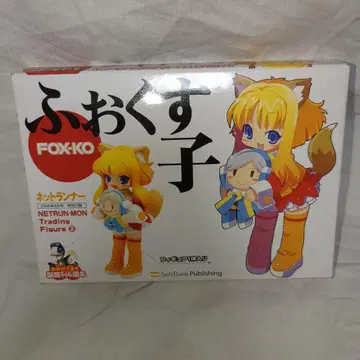 ふぉくす子
FOX-KO
ネットランナー
NETRUN-MON
Trading
Figure 2
フィギュア1体入り
SoftBank Publishing